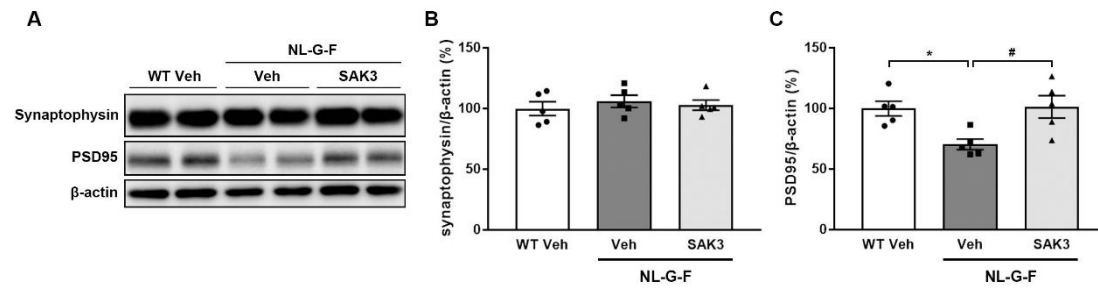 A
NL-G-F
WT Veh Veh SAK3
Synaptophysin
PSD95
β-actin
B
synaptophysin/β-actin (%)
150
100
50
0
WT Veh Veh SAK3
NL-G-F
C
PSD95/β-actin (%)
150
100
50
0
* #
WT Veh Veh SAK3
NL-G-F